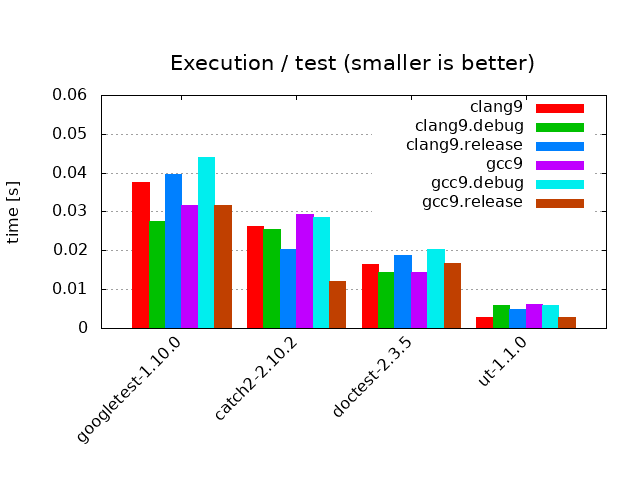 Execution / test (smaller is better)
time [s]
0.06
0.05
0.04
0.03
0.02
0.01
0
clang9
clang9.debug
clang9.release
gcc9
gcc9.debug
gcc9.release
googletest-1.10.0
catch2-2.10.2
doctest-2.3.5
ut-1.1.0